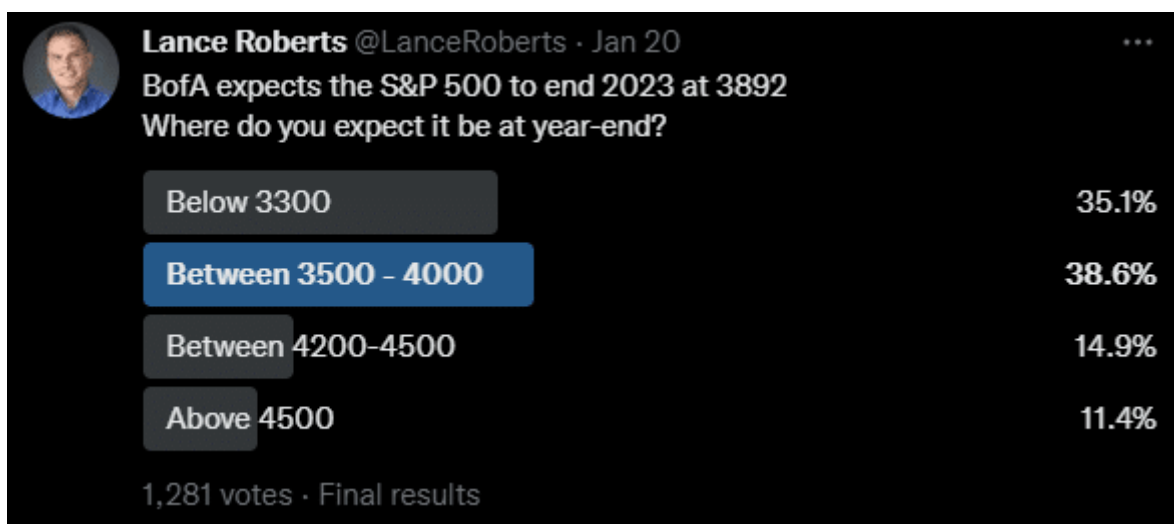 Lance Roberts @LanceRoberts · Jan 20 ···
BofA expects the S&P 500 to end 2023 at 3892
Where do you expect it be at year-end?
Below 3300 35.1%
Between 3500 - 4000 38.6%
Between 4200-4500 14.9%
Above 4500 11.4%
1,281 votes · Final results